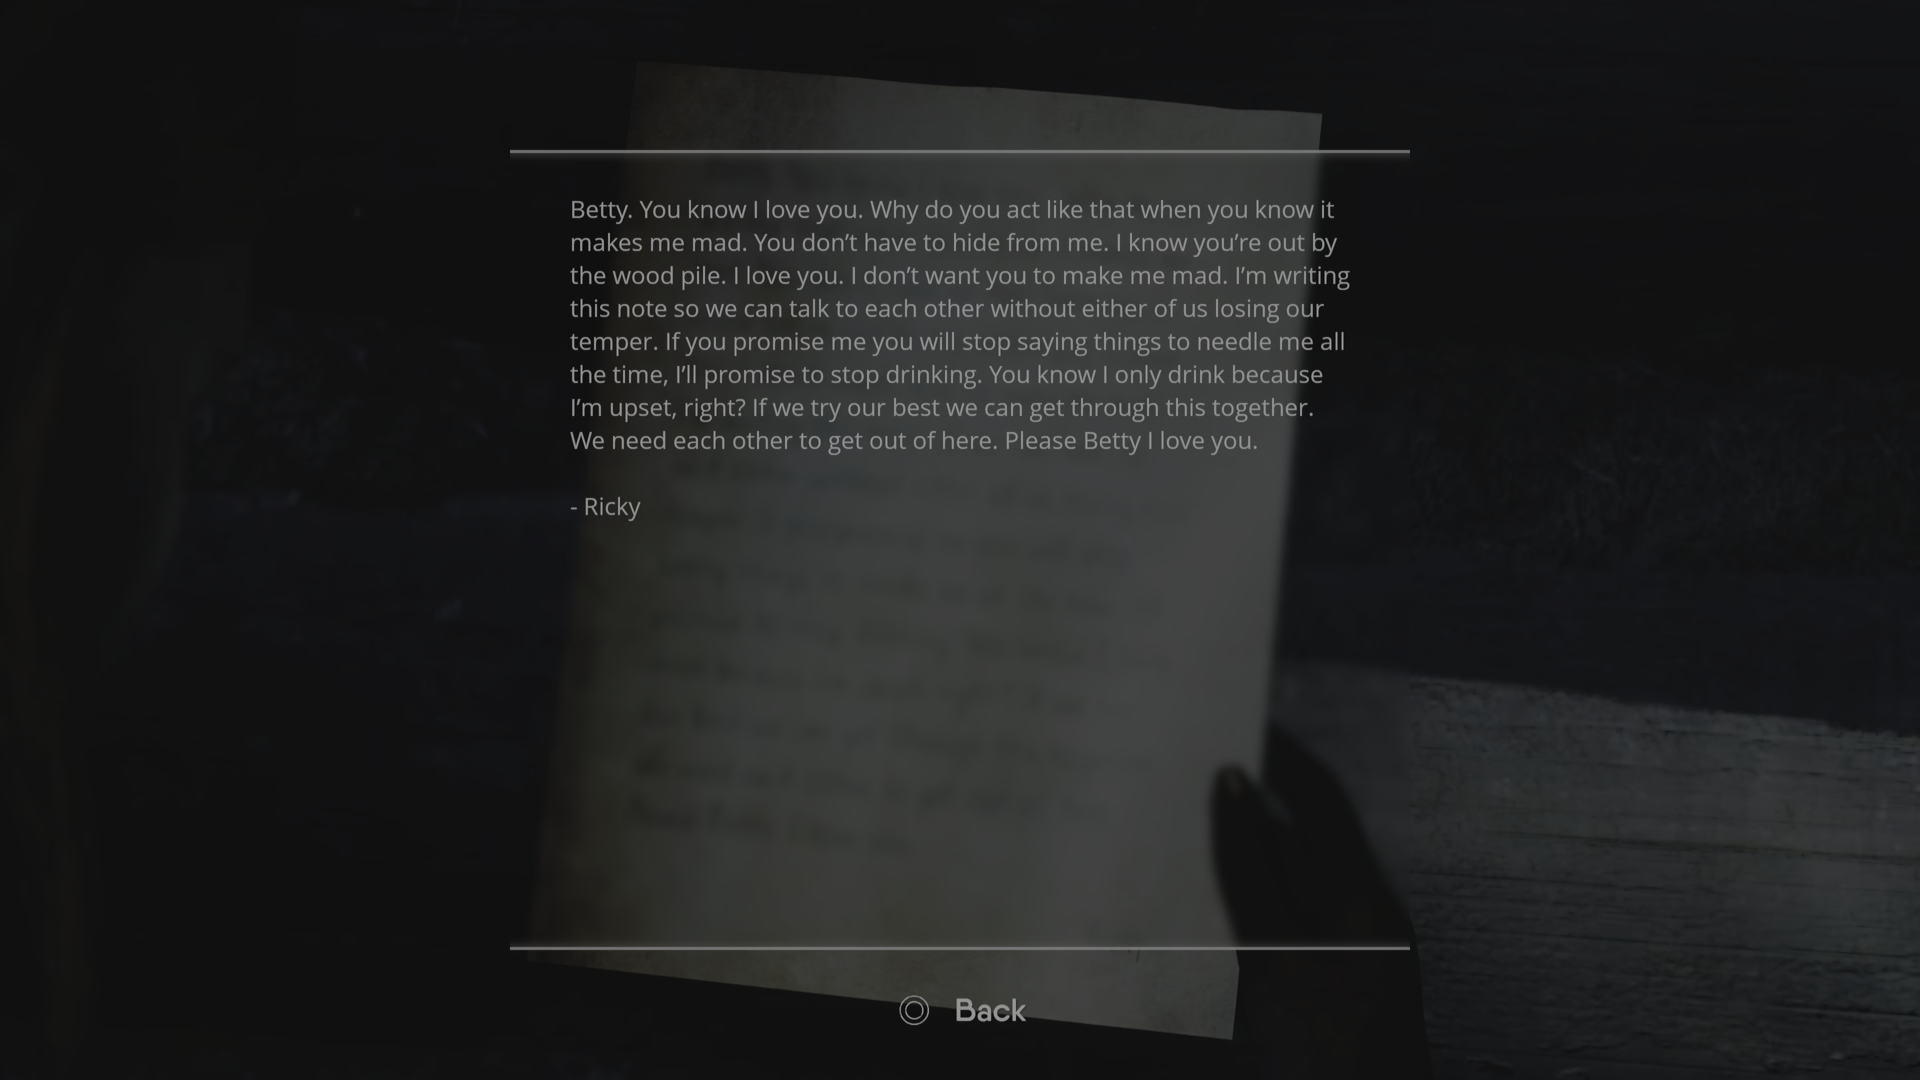 Betty. You know I love you. Why do you act like that when you know it
makes me mad. You don’t have to hide from me. I know you’re out by
the wood pile. I love you. I don’t want you to make me mad. I’m writing
this note so we can talk to each other without either of us losing our
temper. If you promise me you will stop saying things to needle me all
the time, I’ll promise to stop drinking. You know I only drink because
I’m upset, right? If we try our best we can get through this together.
We need each other to get out of here. Please Betty I love you.
- Ricky
Back